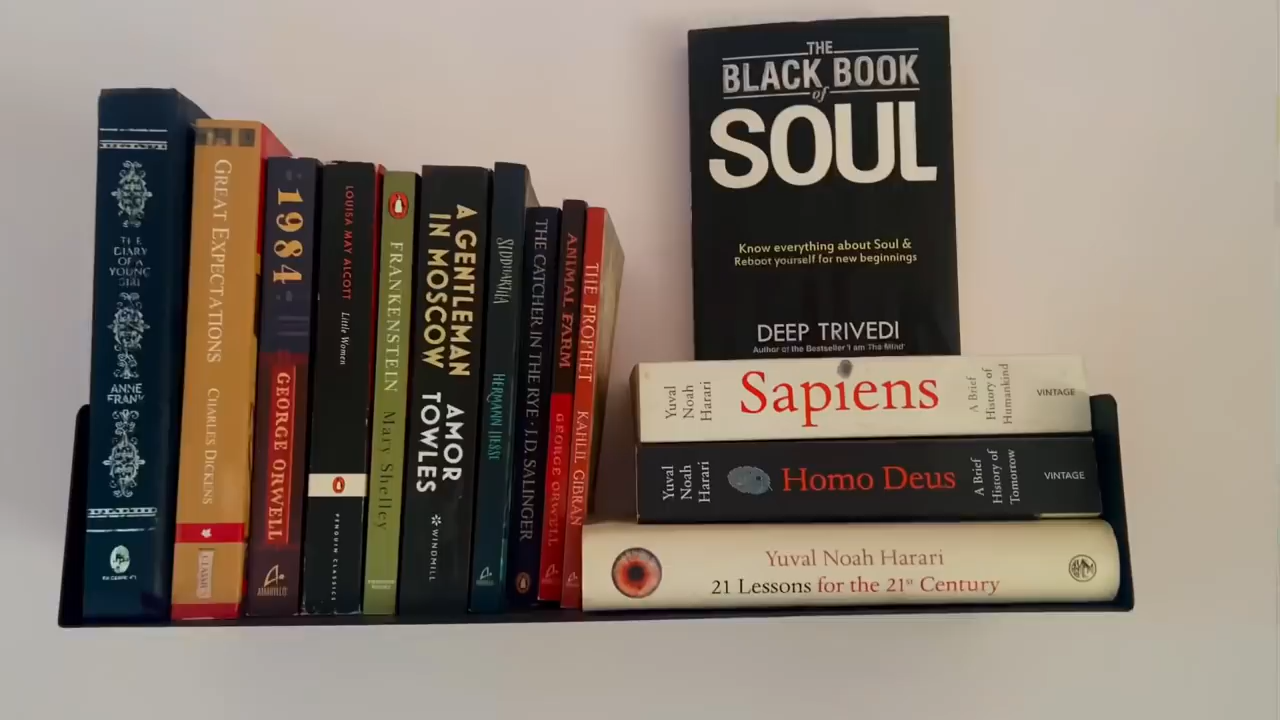 THE
DIARY
OF A
YOUNG
GIRL
ANNE
FRANK
GREAT EXPECTATIONS
CHARLES DICKENS
CLASSICS
1984
GEORGE ORWELL
AMARYLLIS
LOUISA MAY ALCOTT
Little Women
PENGUIN CLASSICS
FRANKENSTEIN
Mary Shelley
A GENTLEMAN
IN MOSCOW
AMOR
TOWLES
WINDMILL
SIDDHARTHA
HERMANN HESSE
THE CATCHER IN THE RYE · J.D. SALINGER
ANIMAL FARM
GEORGE ORWELL
THE PROPHET
KAHLIL GIBRAN
THE
BLACK BOOK
of
SOUL
Know everything about Soul &
Reboot yourself for new beginnings
DEEP TRIVEDI
Author of the Bestseller 'I am The Mind'
Yuval
Noah
Harari
Sapiens
A Brief
History of
Humankind
VINTAGE
Yuval
Noah
Harari
Homo Deus
A Brief
History of
Tomorrow
VINTAGE
Yuval Noah Harari
21 Lessons for the 21st Century